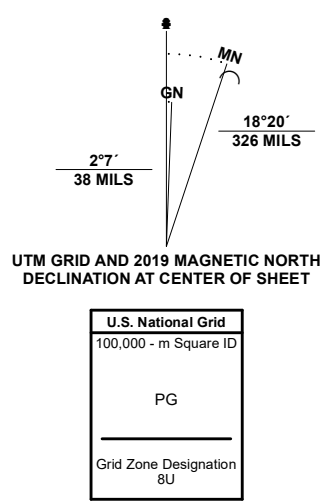 MN
GN
18°20´
326 MILS
2°7´
38 MILS
UTM GRID AND 2019 MAGNETIC NORTH
DECLINATION AT CENTER OF SHEET
U.S. National Grid
100,000 - m Square ID
PG
Grid Zone Designation
8U